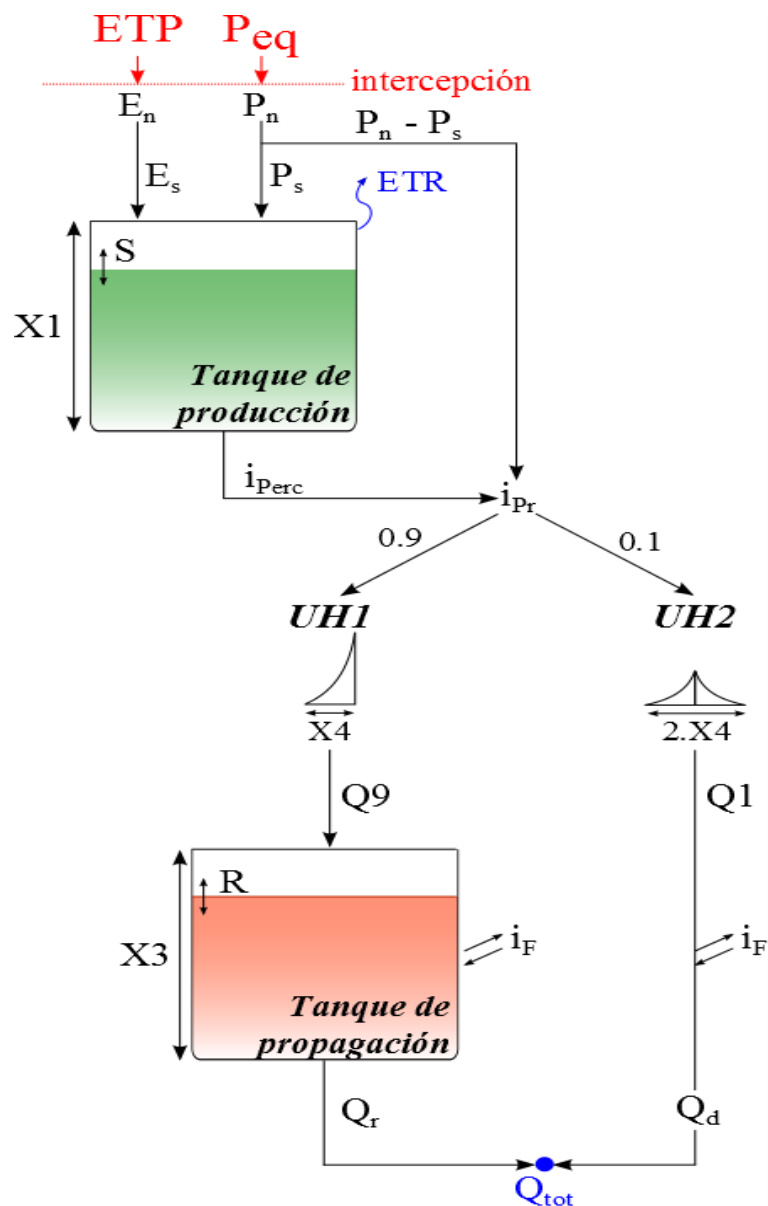 ETP
Peq
intercepción
En
Pn
Pn - Ps
Es
Ps
ETR
S
X1
Tanque de
producción
iPerc
iPr
0.9
0.1
UH1
UH2
X4
2.X4
Q9
Q1
R
X3
iF
iF
Tanque de
propagación
Qr
Qd
Qtot